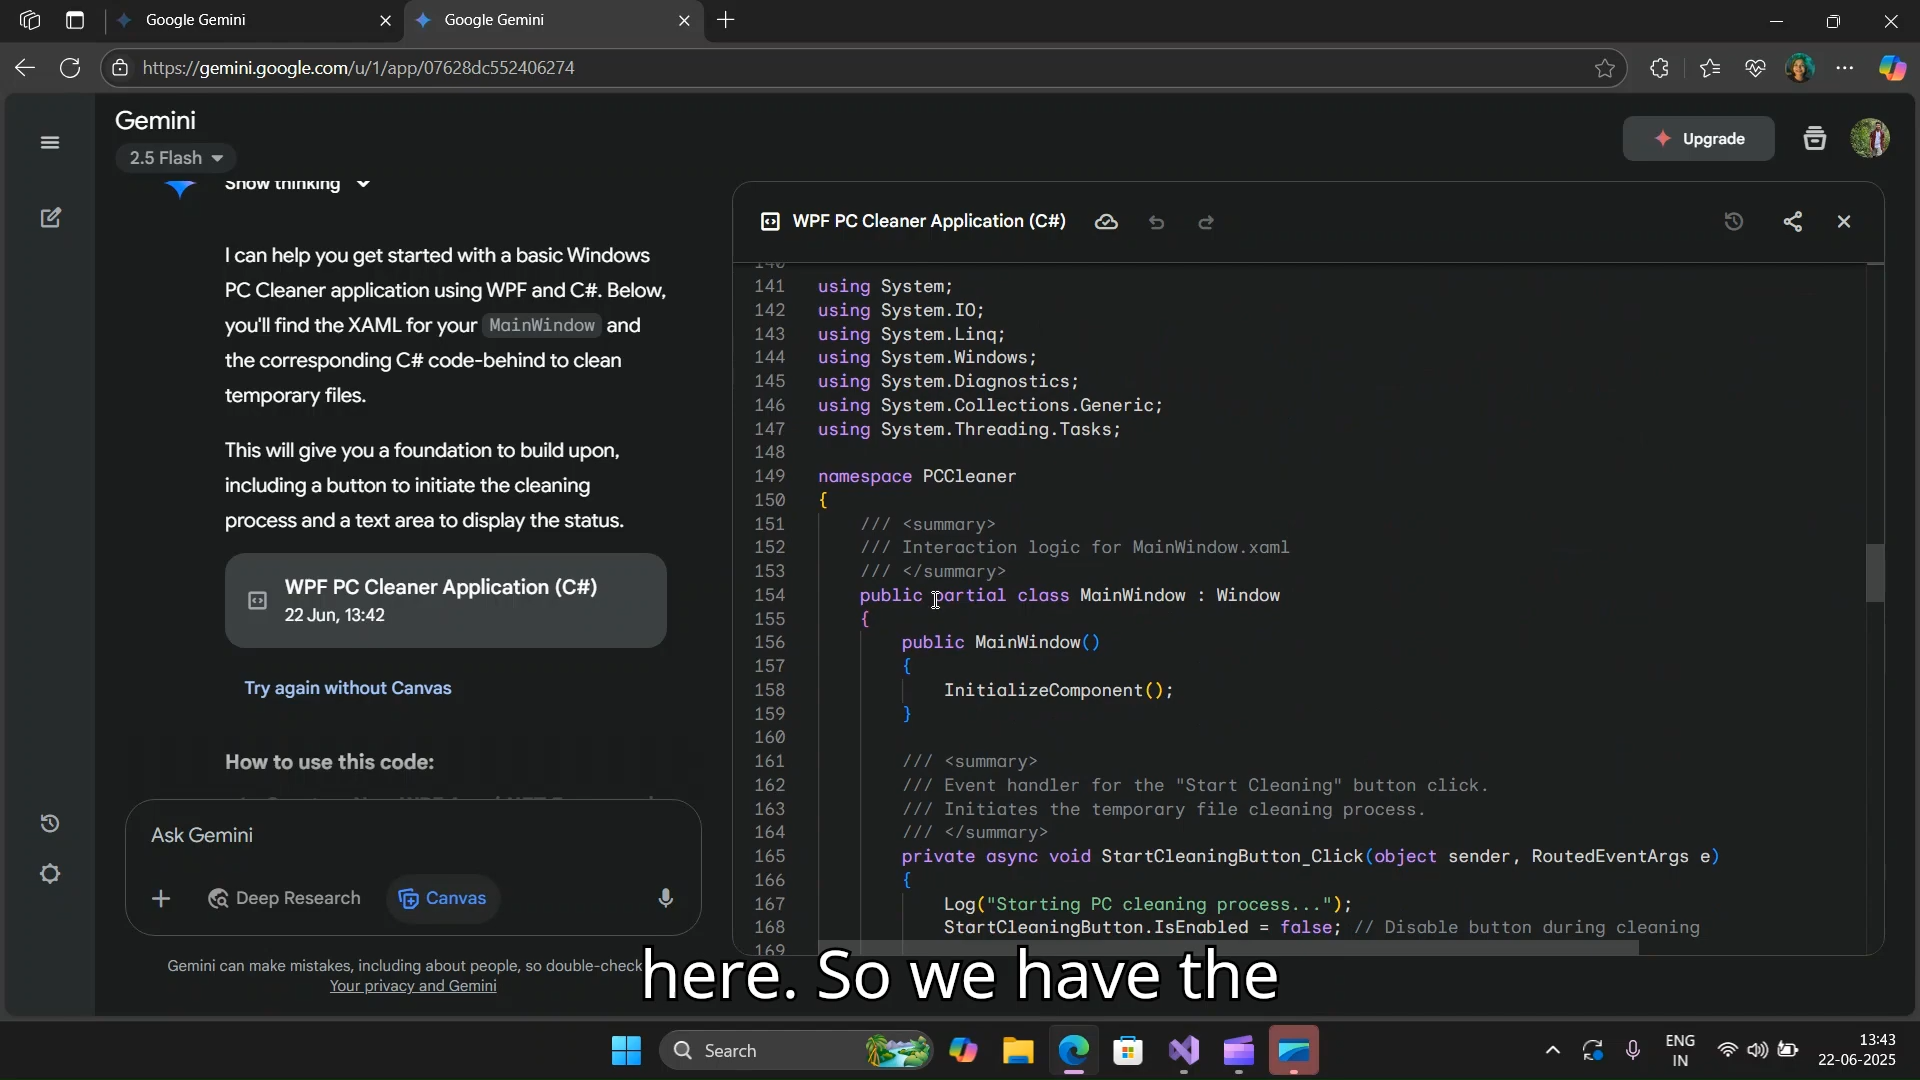 Google Gemini
Google Gemini
https://gemini.google.com/u/1/app/07628dc552406274
Gemini
2.5 Flash
Upgrade
Show thinking
I can help you get started with a basic Windows
PC Cleaner application using WPF and C#. Below,
you'll find the XAML for your MainWindow and
the corresponding C# code-behind to clean
temporary files.
This will give you a foundation to build upon,
including a button to initiate the cleaning
process and a text area to display the status.
WPF PC Cleaner Application (C#)
22 Jun, 13:42
Try again without Canvas
How to use this code:
Ask Gemini
Deep Research
Canvas
Gemini can make mistakes, including about people, so double-check
Your privacy and Gemini
WPF PC Cleaner Application (C#)
140
141 using System;
142 using System.IO;
143 using System.Linq;
144 using System.Windows;
145 using System.Diagnostics;
146 using System.Collections.Generic;
147 using System.Threading.Tasks;
148
149 namespace PCCleaner
150 {
151 /// <summary>
152 /// Interaction logic for MainWindow.xaml
153 /// </summary>
154 public partial class MainWindow : Window
155 {
156 public MainWindow()
157 {
158 InitializeComponent();
159 }
160
161 /// <summary>
162 /// Event handler for the "Start Cleaning" button click.
163 /// Initiates the temporary file cleaning process.
164 /// </summary>
165 private async void StartCleaningButton_Click(object sender, RoutedEventArgs e)
166 {
167 Log("Starting PC cleaning process...");
168 StartCleaningButton.IsEnabled = false; // Disable button during cleaning
169
here. So we have the
Search
ENG
IN
13:43
22-06-2025